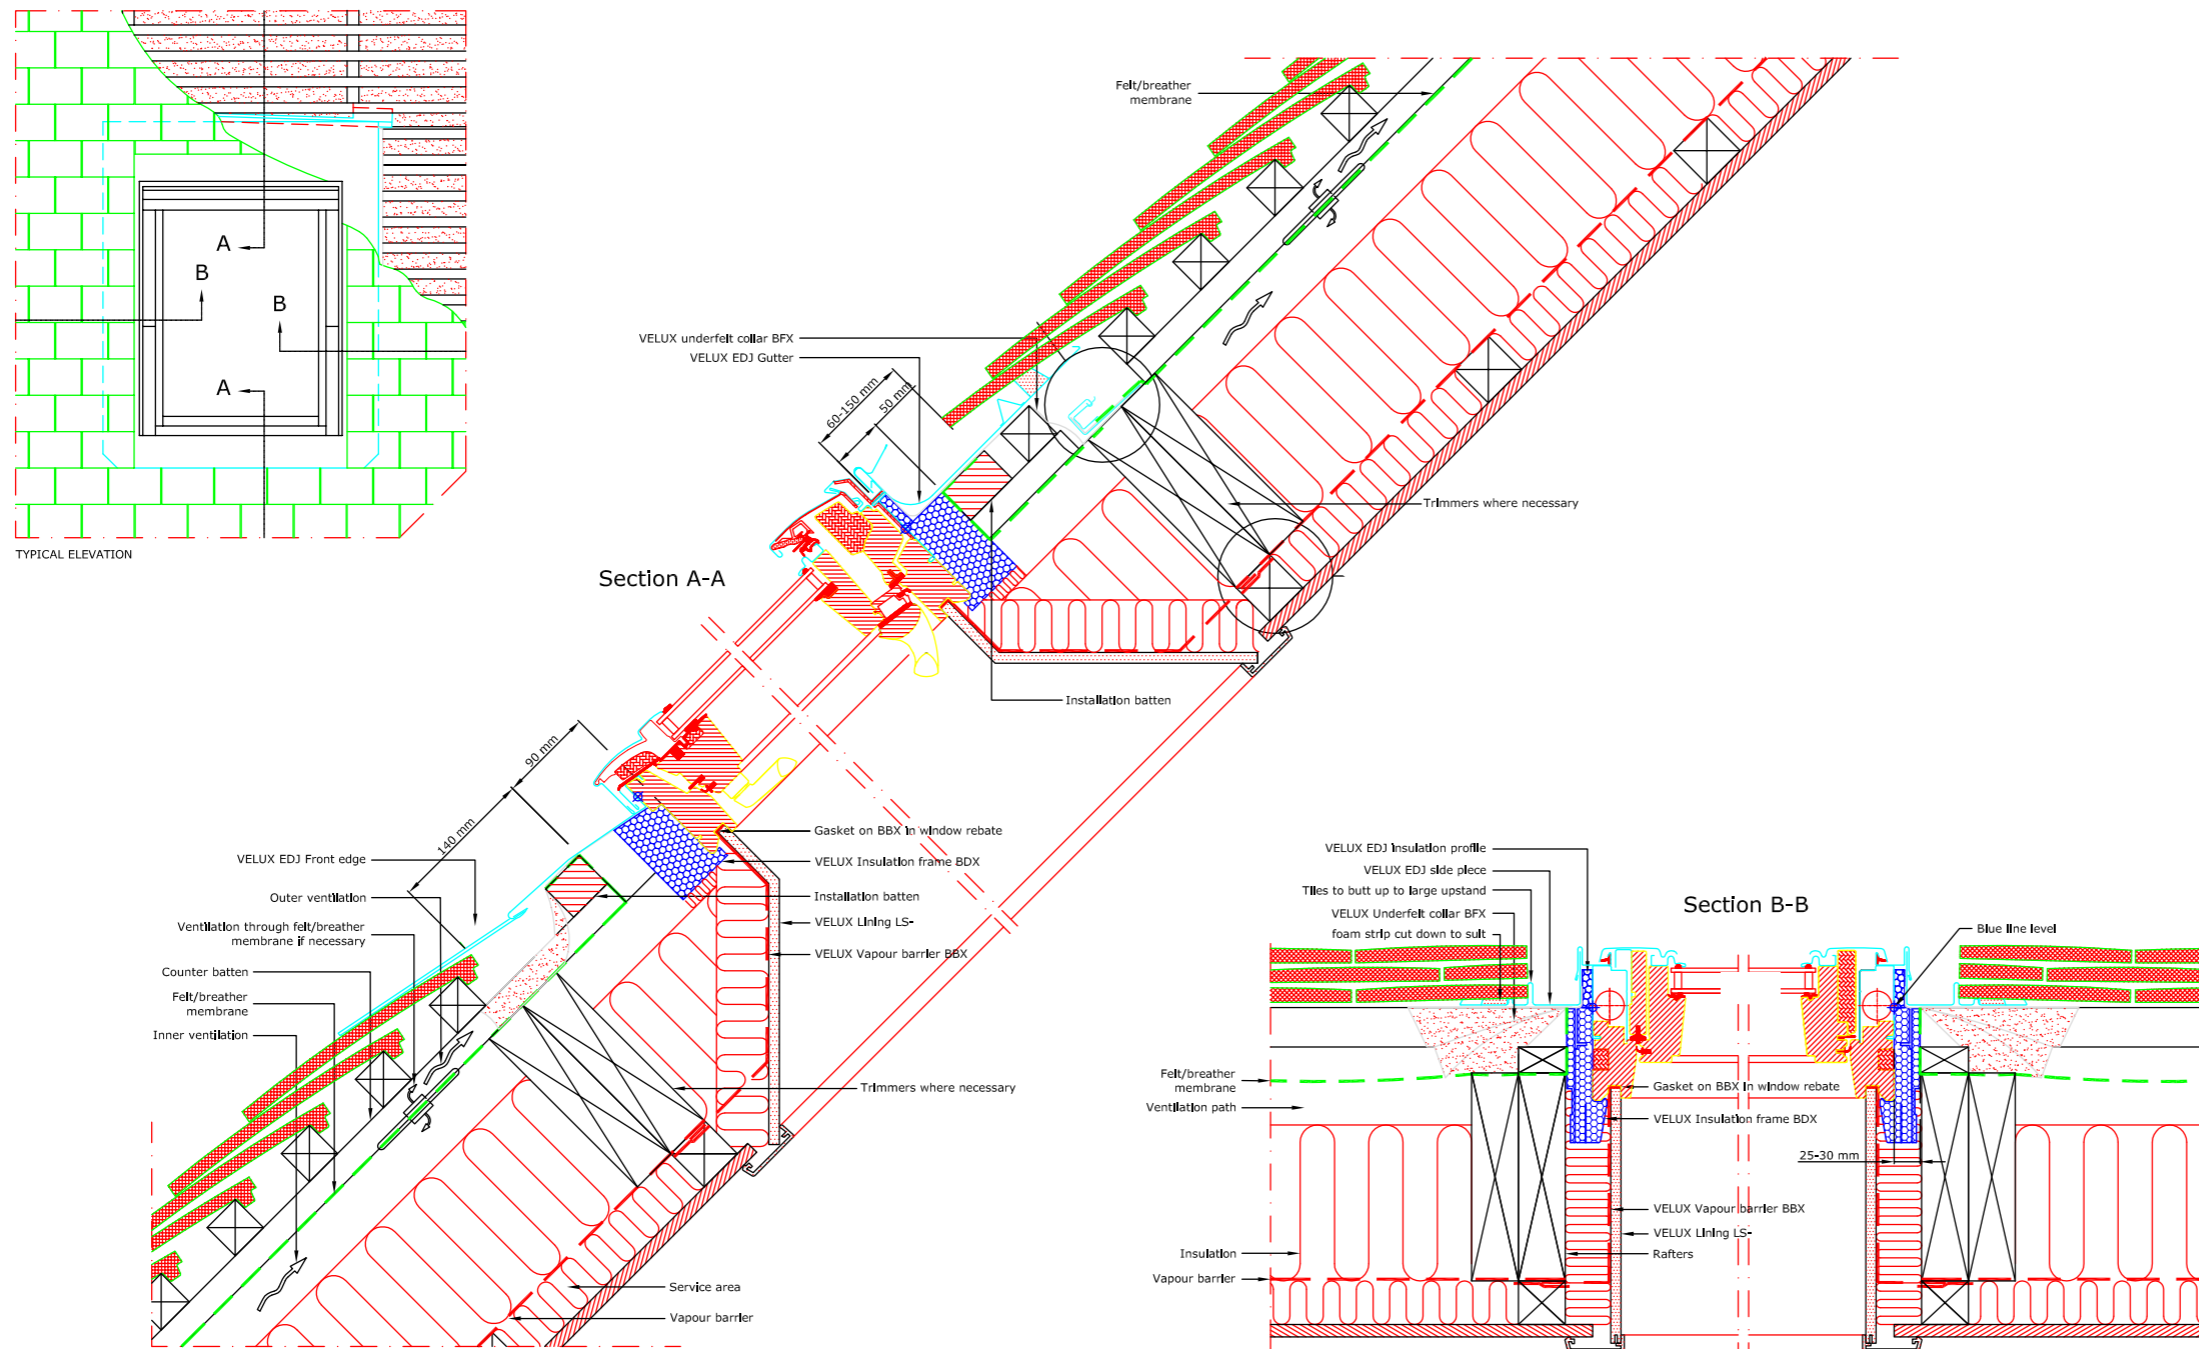 A
B
B
A
TYPICAL ELEVATION
Felt/breather
membrane
VELUX underfelt collar BFX
VELUX EDJ Gutter
60-150 mm
50 mm
Trimmers where necessary
Section A-A
Installation batten
90 mm
140 mm
VELUX EDJ Front edge
Outer ventilation
Ventilation through felt/breather
membrane if necessary
Counter batten
Felt/breather
membrane
Inner ventilation
Gasket on BBX in window rebate
VELUX Insulation frame BDX
Installation batten
VELUX Lining LS-
VELUX Vapour barrier BBX
Trimmers where necessary
Service area
Vapour barrier
VELUX EDJ Insulation profile
VELUX EDJ side piece
Tiles to butt up to large upstand
VELUX Underfelt collar BFX
foam strip cut down to suit
Section B-B
Blue line level
Felt/breather
membrane
Ventilation path
Gasket on BBX in window rebate
VELUX Insulation frame BDX
25-30 mm
VELUX Vapour barrier BBX
VELUX Lining LS-
Rafters
Insulation
Vapour barrier